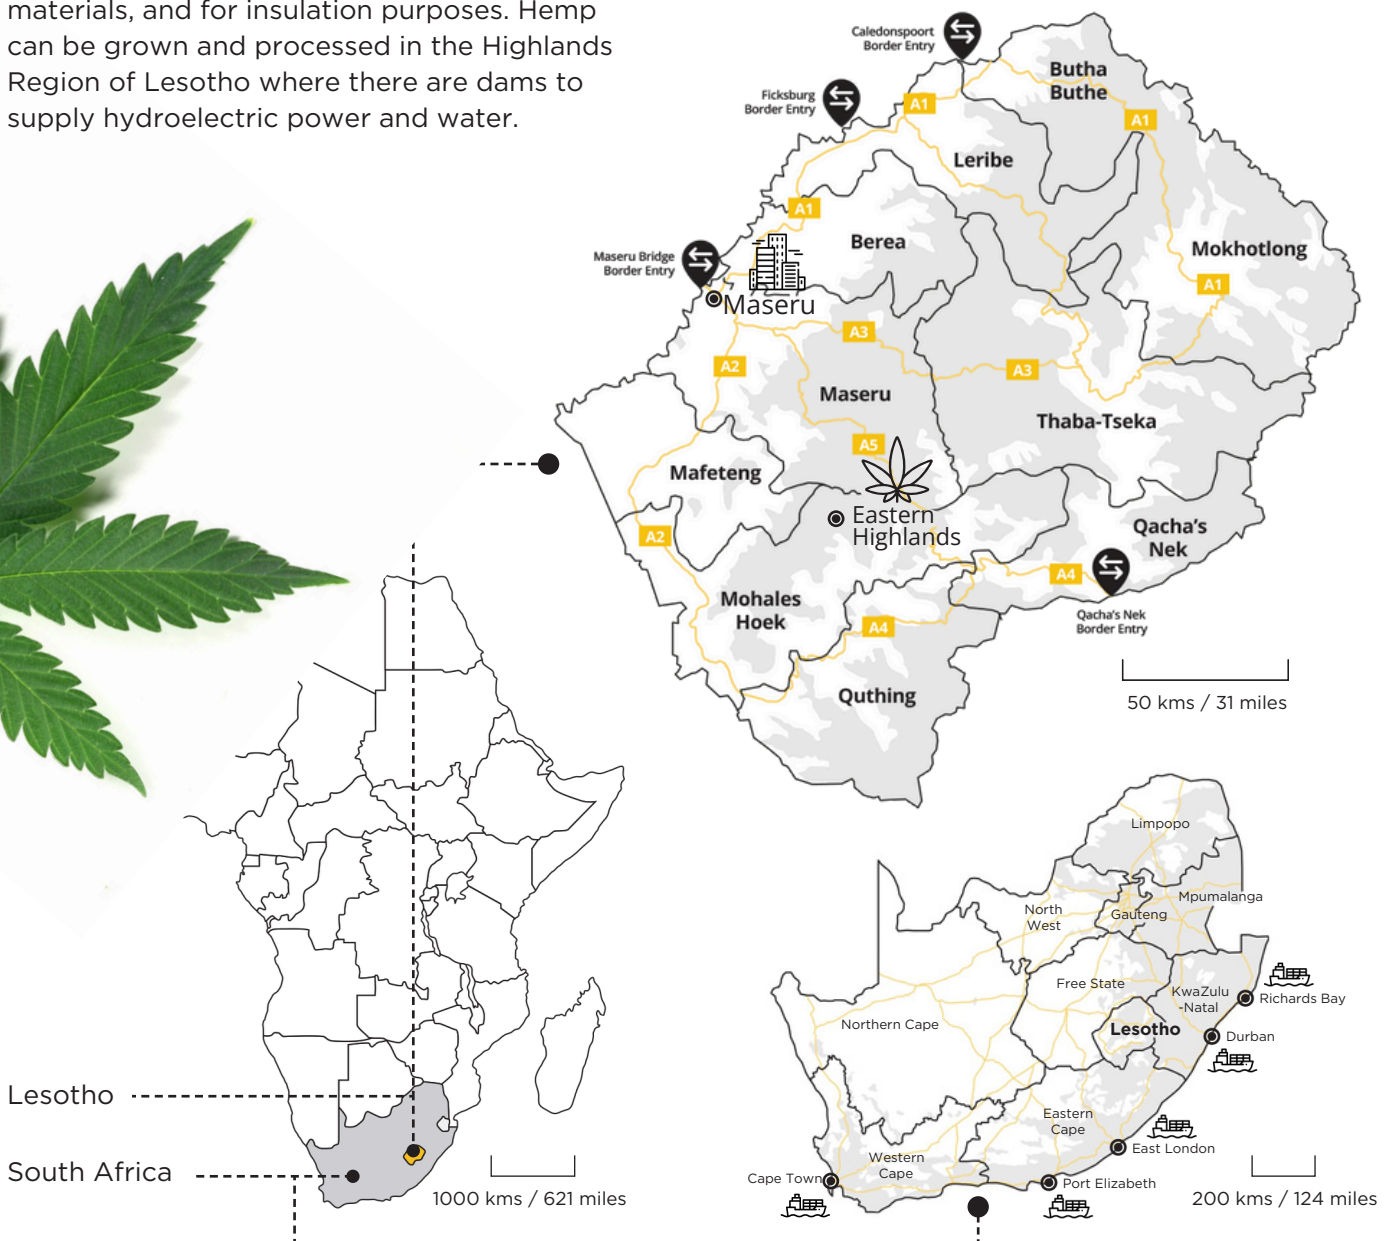 materials, and for insulation purposes. Hemp
can be grown and processed in the Highlands
Region of Lesotho where there are dams to
supply hydroelectric power and water.
Caledonspoort
Border Entry
Butha
Buthe
Ficksburg
Border Entry
A1
A1
Leribe
A1
Berea
Mokhotlong
Maseru Bridge
Border Entry
A1
Maseru
A3
A2
A3
Maseru
Thaba-Tseka
A5
Mafeteng
Eastern
Highlands
Qacha's
Nek
A2
A4
Mohales
Hoek
Qacha's Nek
Border Entry
A4
Quthing
50 kms / 31 miles
Lesotho
South Africa
1000 kms / 621 miles
Limpopo
Mpumalanga
North
West
Gauteng
Free State
KwaZulu
-Natal
Richards Bay
Northern Cape
Lesotho
Durban
Eastern
Cape
East London
Western
Cape
Cape Town
Port Elizabeth
200 kms / 124 miles